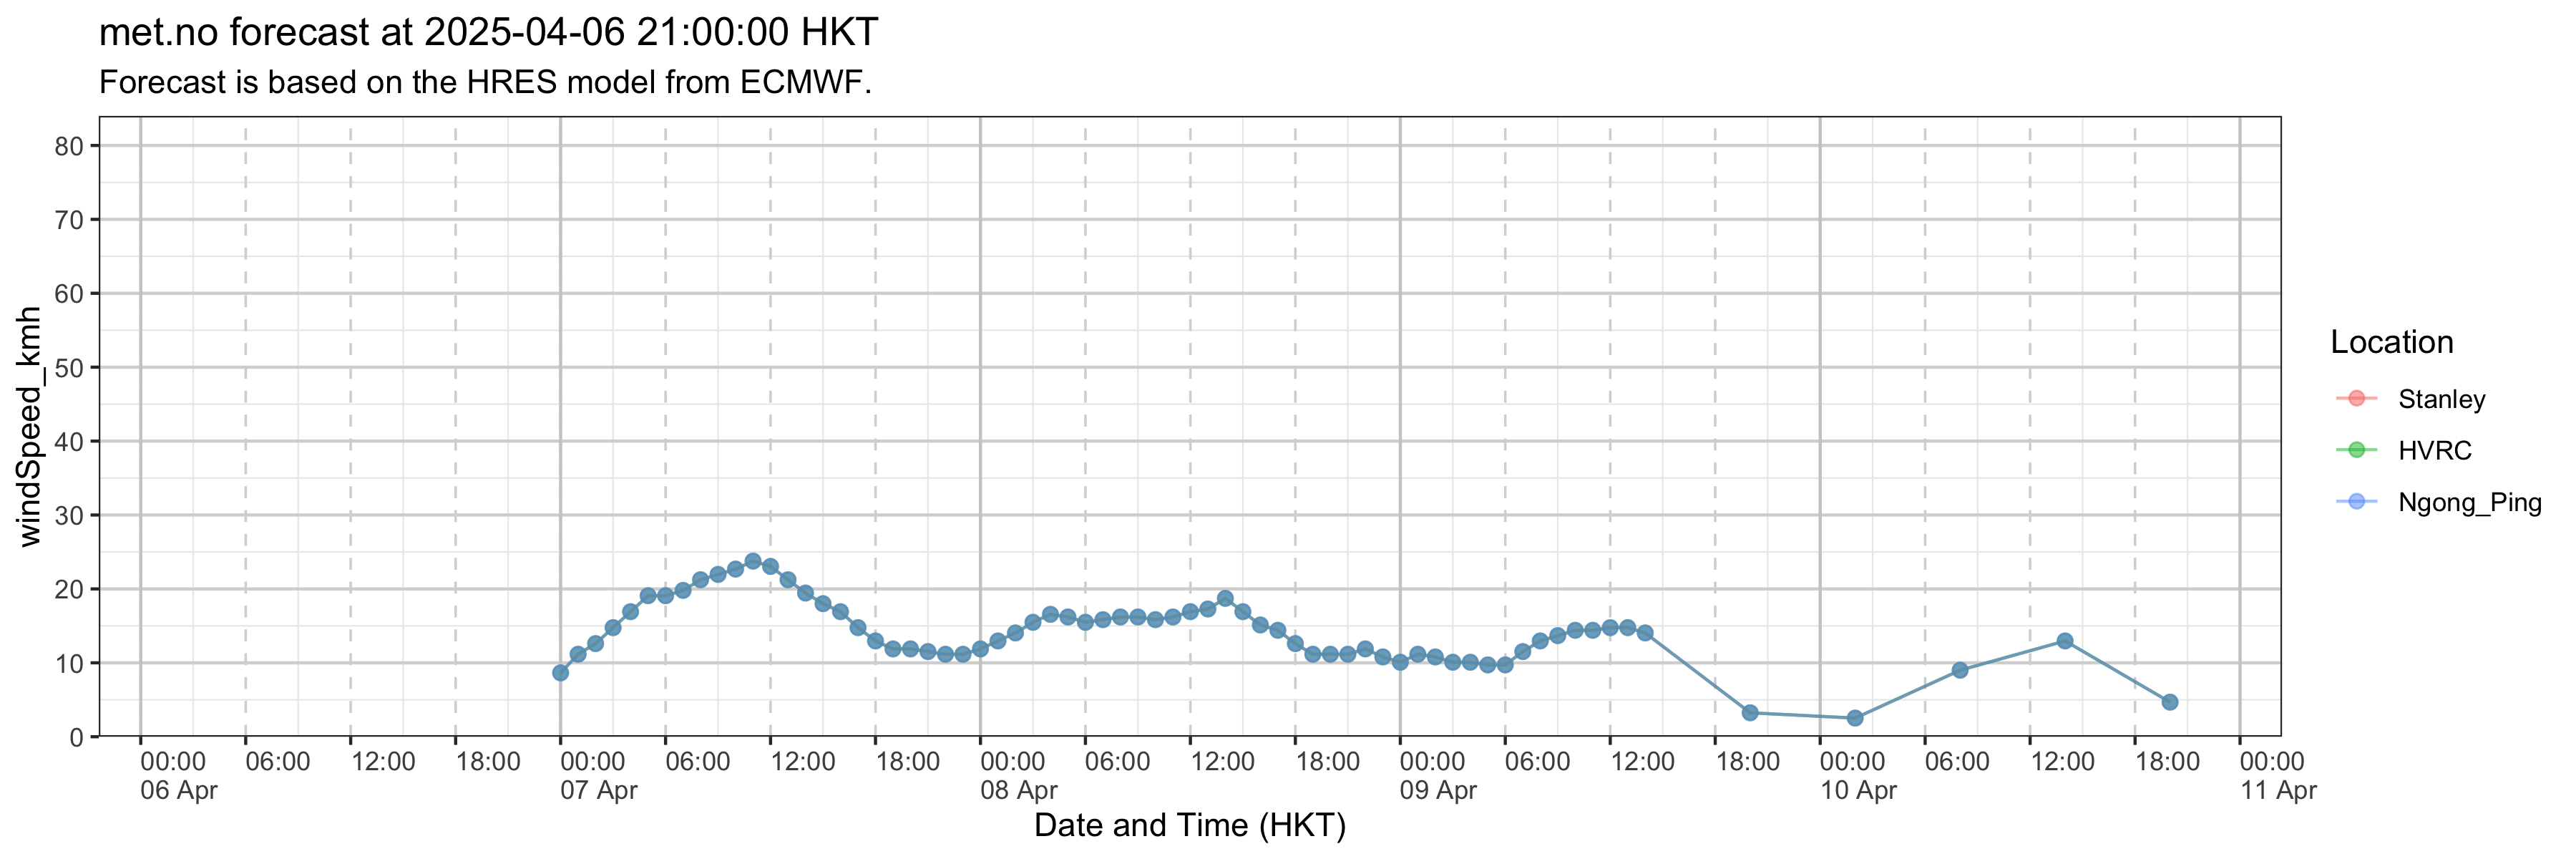 met.no forecast at 2025-04-06 21:00:00 HKT
Forecast is based on the HRES model from ECMWF.
windSpeed_kmh
80
70
60
50
40
30
20
10
0
00:00 06:00 12:00 18:00 00:00 06:00 12:00 18:00 00:00 06:00 12:00 18:00 00:00 06:00 12:00 18:00 00:00 06:00 12:00 18:00 00:00
06 Apr 07 Apr 08 Apr 09 Apr 10 Apr 11 Apr
Date and Time (HKT)
Location
Stanley
HVRC
Ngong_Ping